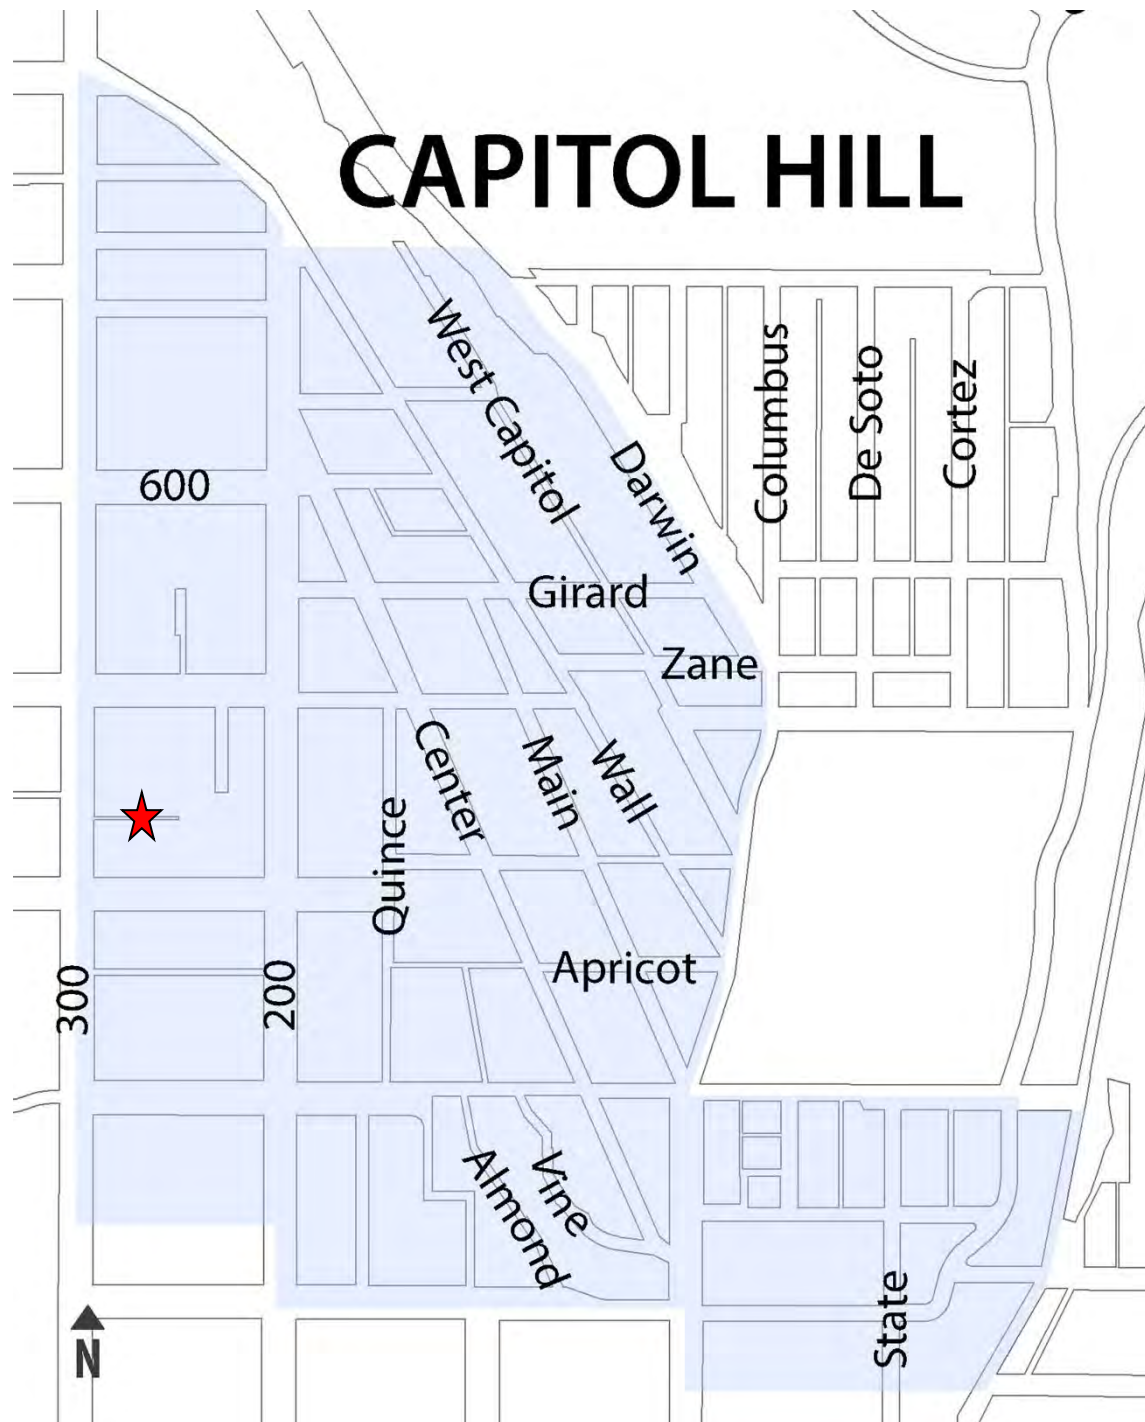 CAPITOL HILL
West Capitol
Columbus
De Soto
Cortez
Darwin
600
Girard
Zane
Center
Main
Wall
Quince
Apricot
300
200
Almond
Vine
State
N